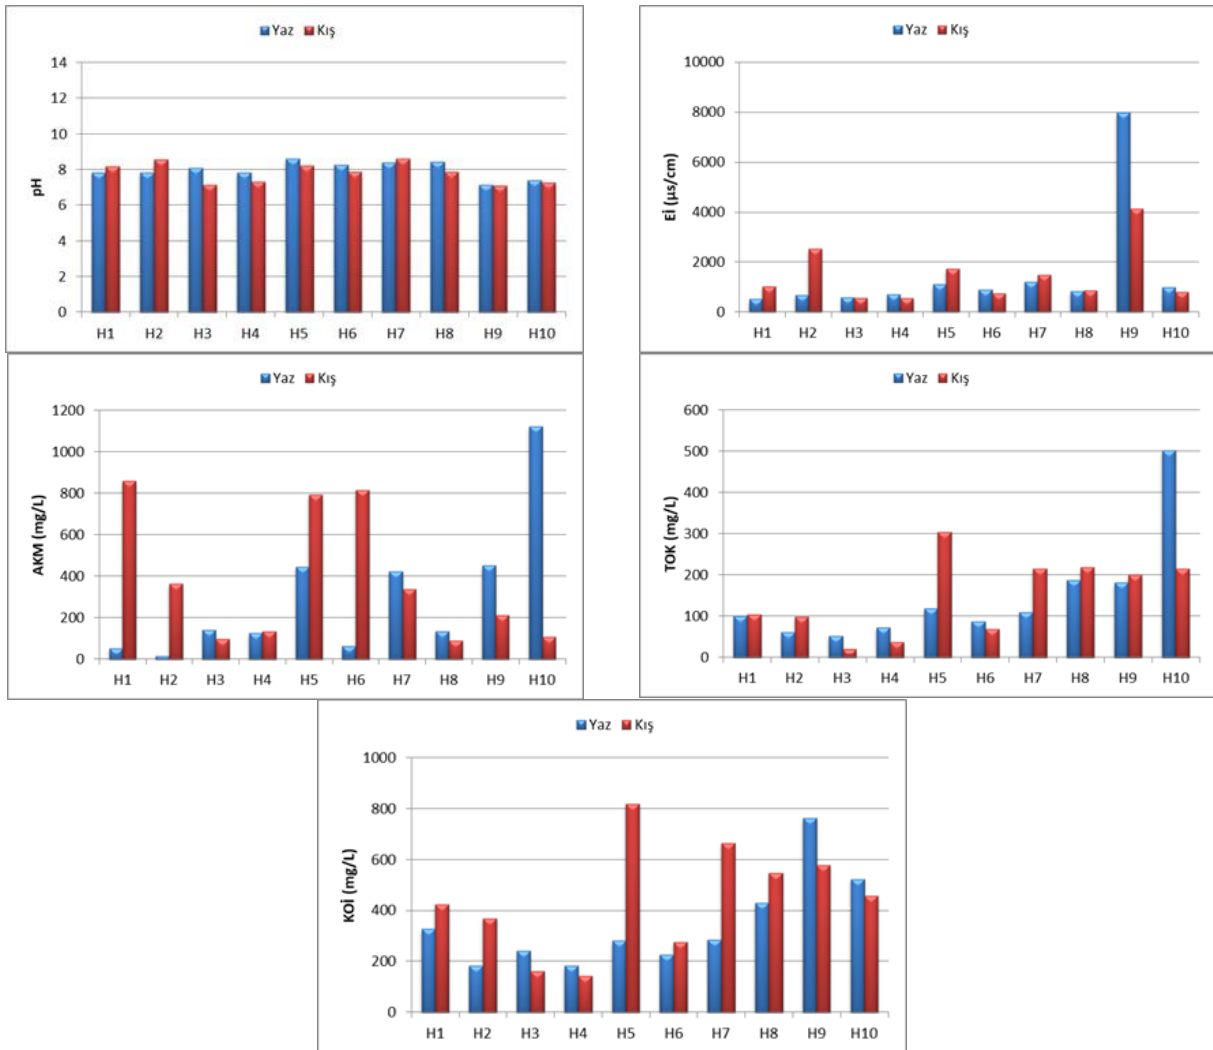 Yaz Kış
14
12
10
8
6
4
2
0
pH
H1 H2 H3 H4 H5 H6 H7 H8 H9 H10
Yaz Kış
10000
8000
6000
4000
2000
0
Eİ (µs/cm)
H1 H2 H3 H4 H5 H6 H7 H8 H9 H10
Yaz Kış
1200
1000
800
600
400
200
0
AKM (mg/L)
H1 H2 H3 H4 H5 H6 H7 H8 H9 H10
Yaz Kış
600
500
400
300
200
100
0
TOK (mg/L)
H1 H2 H3 H4 H5 H6 H7 H8 H9 H10
Yaz Kış
1000
800
600
400
200
0
KOİ (mg/L)
H1 H2 H3 H4 H5 H6 H7 H8 H9 H10